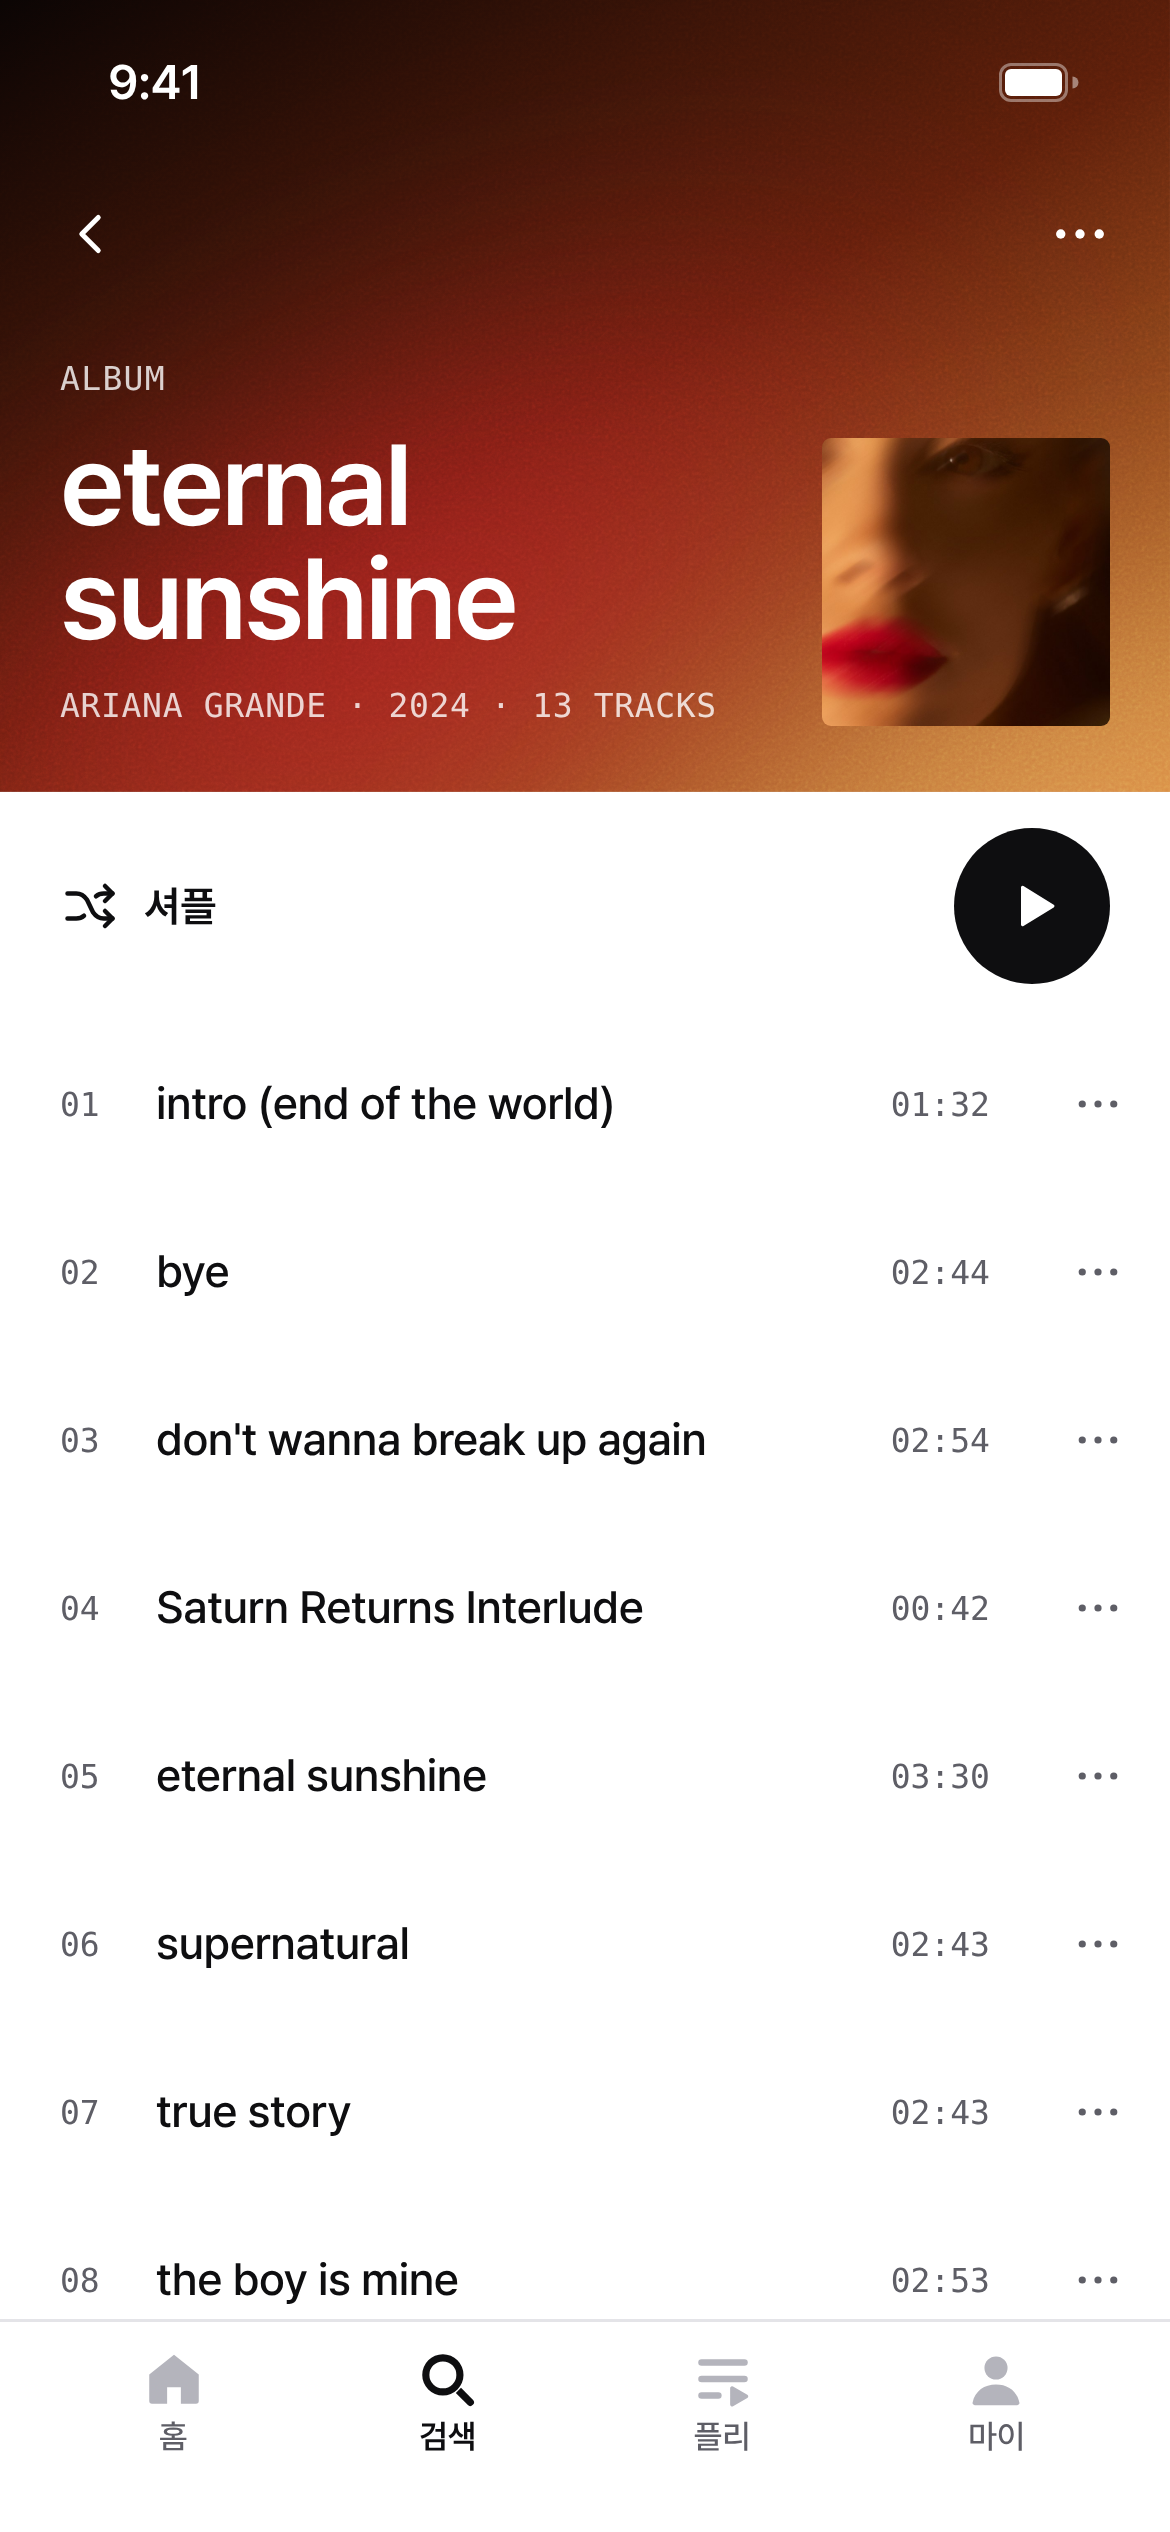 9:41
ALBUM
eternal
sunshine
ARIANA GRANDE · 2024 · 13 TRACKS
셔플
01 intro (end of the world) 01:32
02 bye 02:44
03 don't wanna break up again 02:54
04 Saturn Returns Interlude 00:42
05 eternal sunshine 03:30
06 supernatural 02:43
07 true story 02:43
08 the boy is mine 02:53
홈 검색 플리 마이